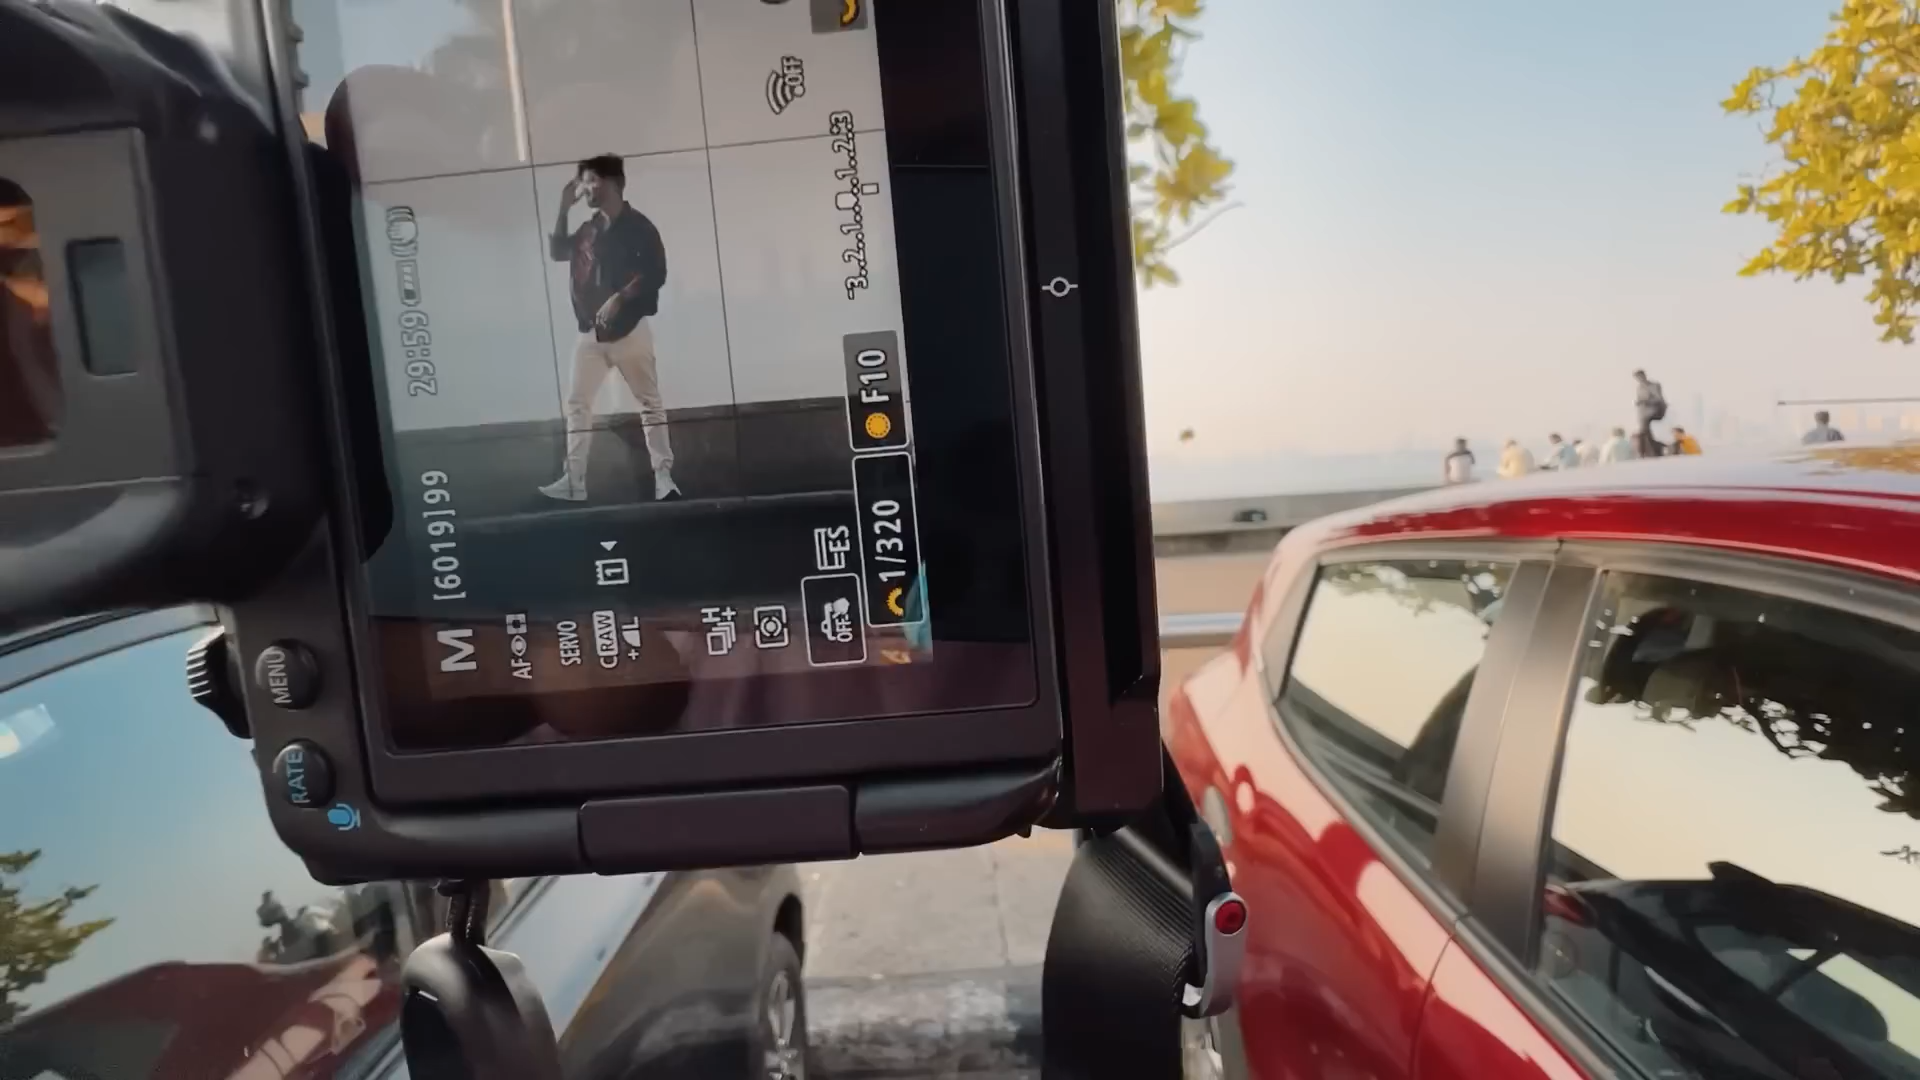 M [6019]99 29:59
AF
SERVO
CRAW
+L
1
H
+
OFF
ES
1/320 F10
-3..2..1..0..1..2..3
OFF
MENU
RATE